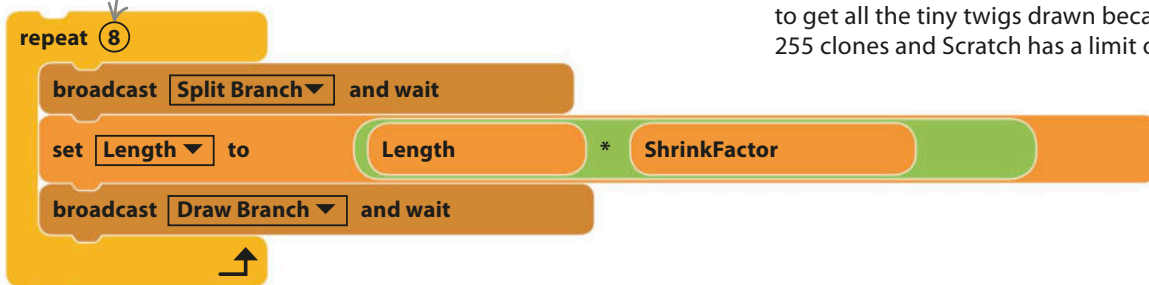 to get all the tiny twigs drawn beca
255 clones and Scratch has a limit o
repeat 8
broadcast Split Branch and wait
set Length to Length * ShrinkFactor
broadcast Draw Branch and wait